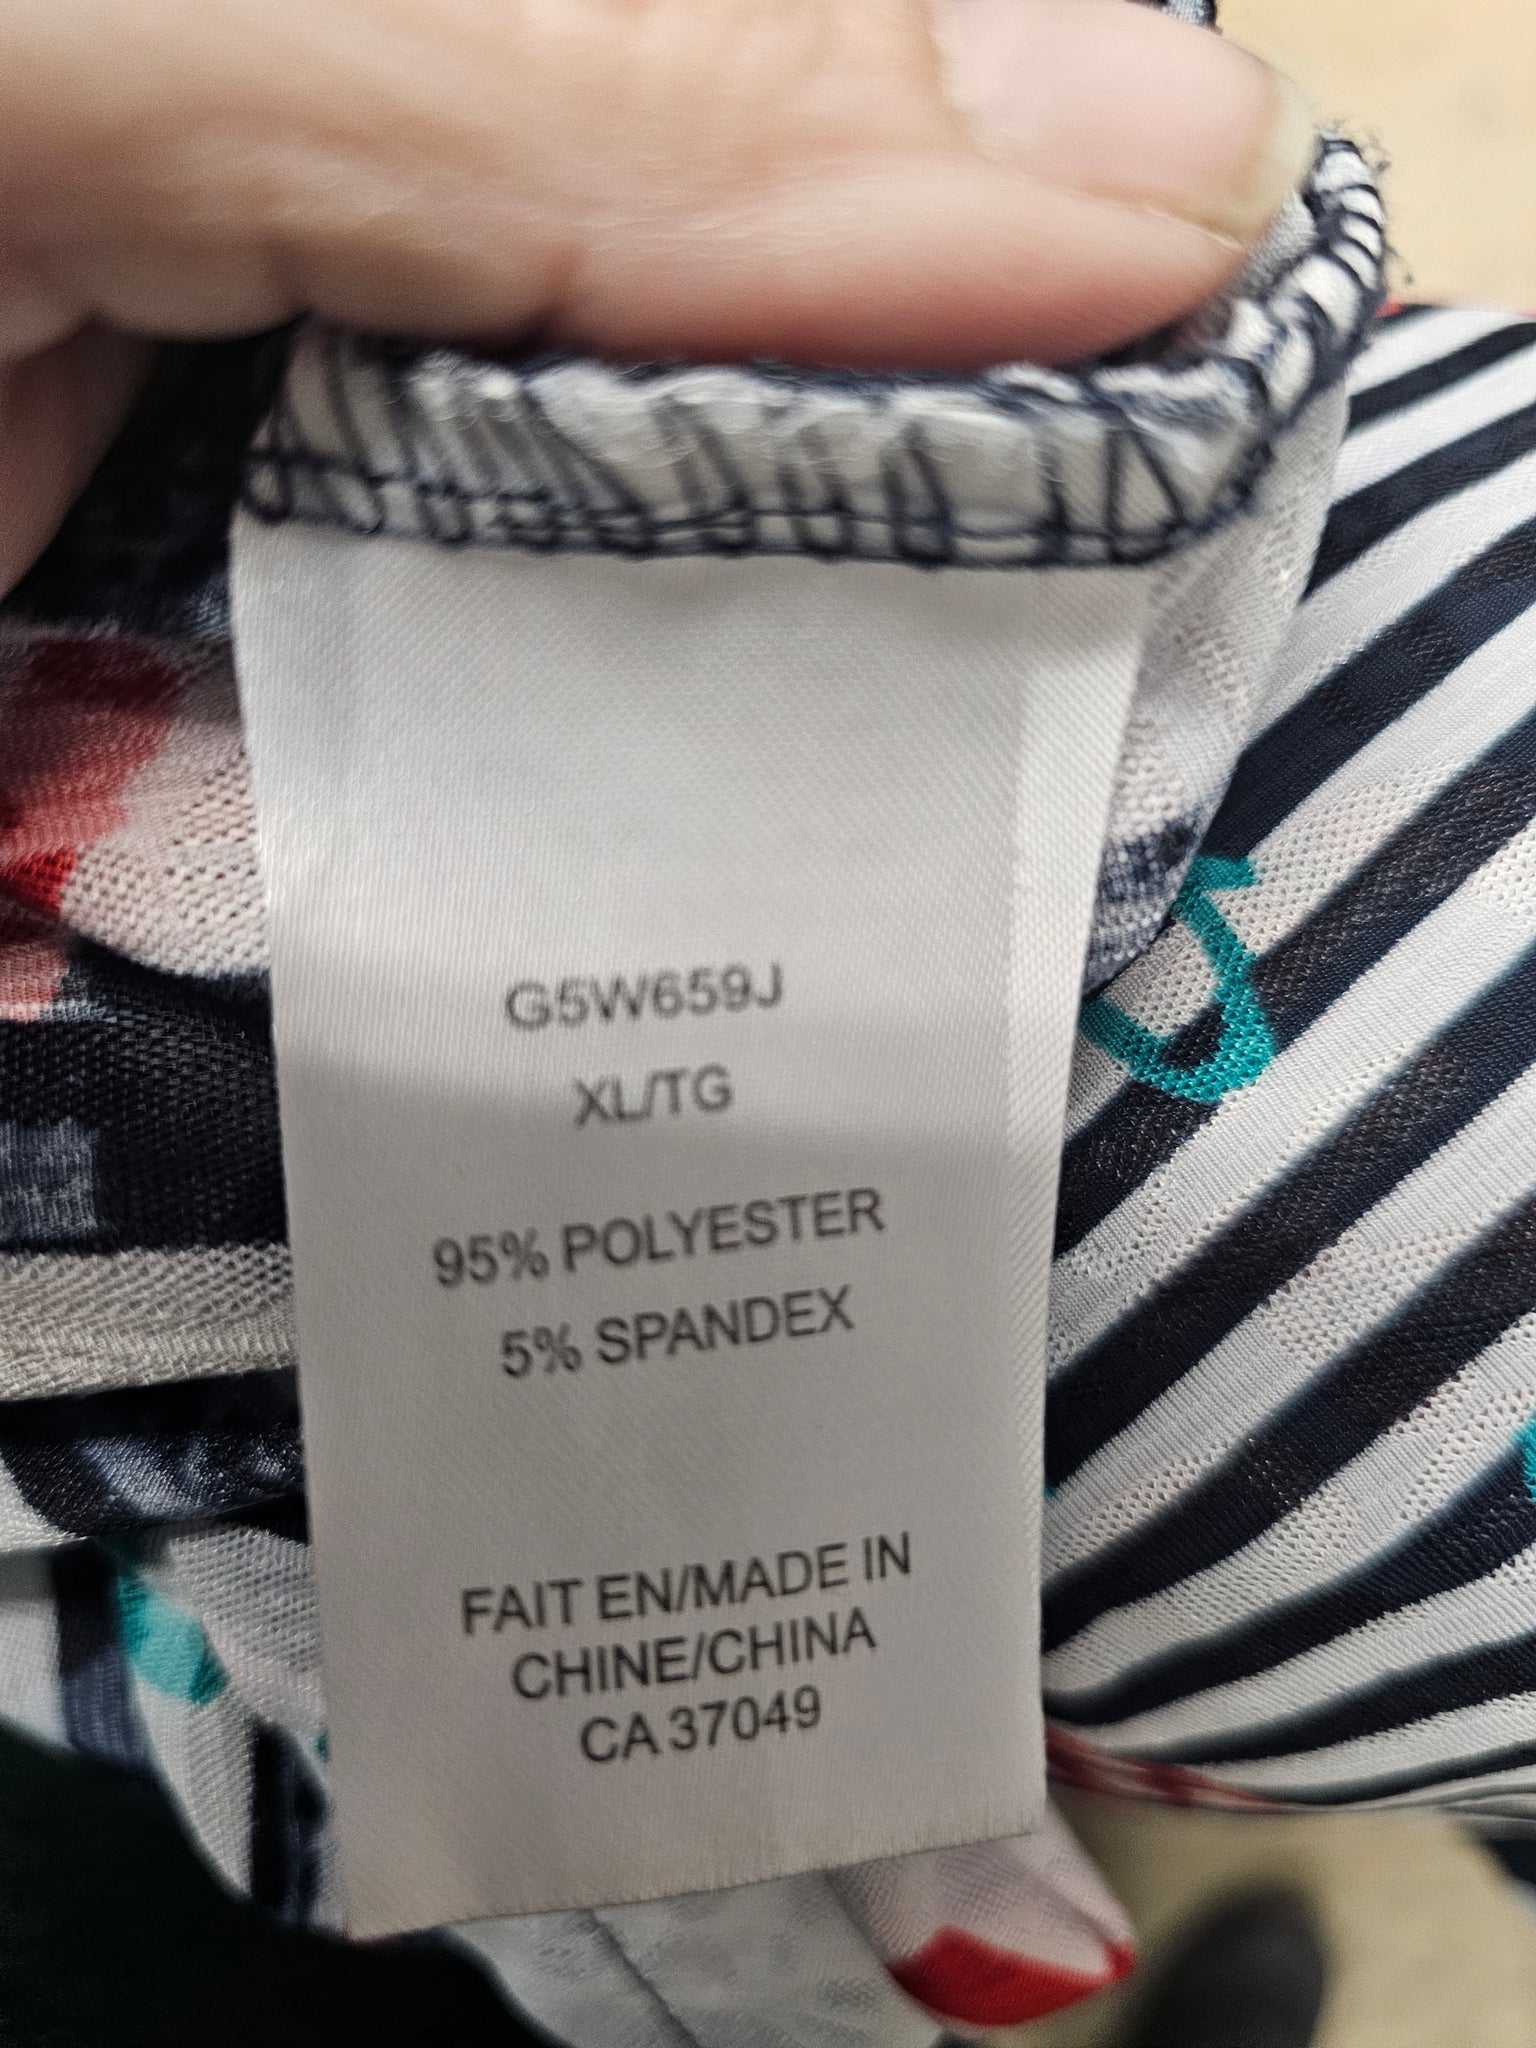 G5W659J
XL/TG
95% POLYESTER
5% SPANDEX
FAIT EN/MADE IN
CHINE/CHINA
CA 37049